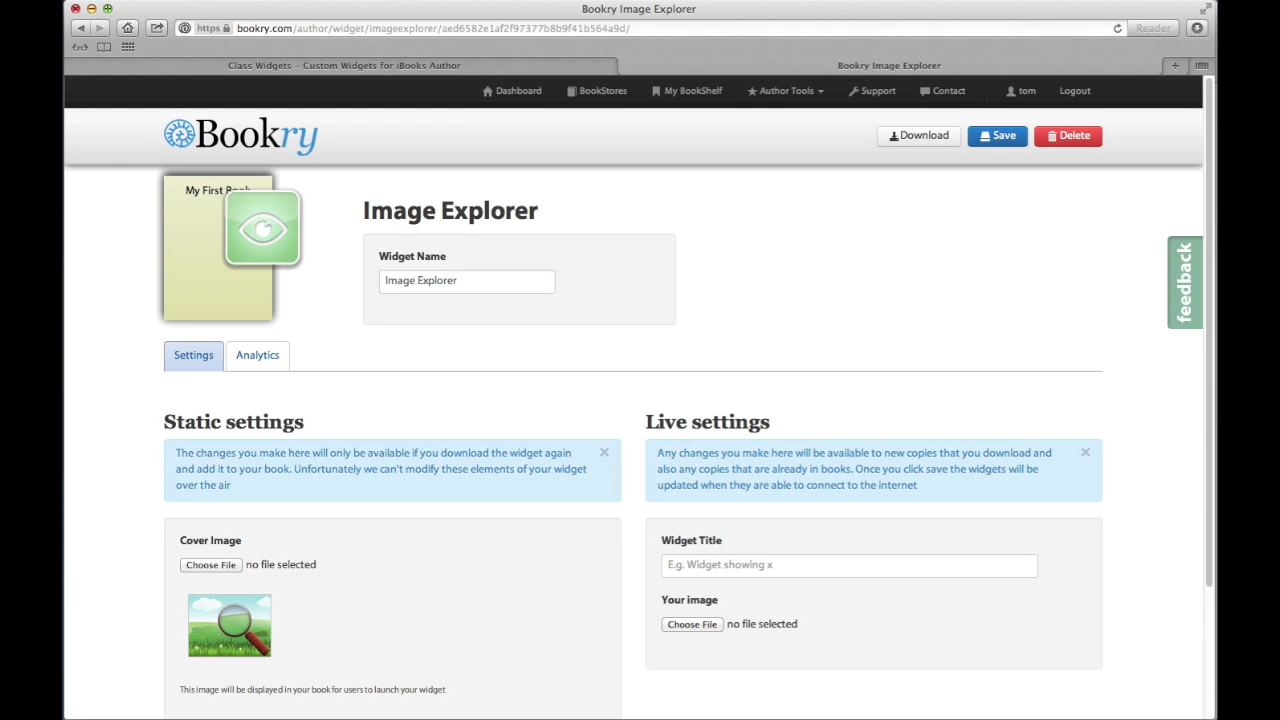 Bookry Image Explorer
https bookry.com/author/widget/imageexplorer/aed6582e1af2f97377b8b9f41b564a9d/
Reader
Class Widgets – Custom Widgets for iBooks Author
Bookry Image Explorer
Dashboard
BookStores
My BookShelf
Author Tools
Support
Contact
tom
Logout
Bookry
Download
Save
Delete
My First Book
Image Explorer
Widget Name
Image Explorer
feedback
Settings
Analytics
Static settings
The changes you make here will only be available if you download the widget again
and add it to your book. Unfortunately we can't modify these elements of your widget
over the air
Cover Image
Choose File no file selected
This image will be displayed in your book for users to launch your widget
Live settings
Any changes you make here will be available to new copies that you download and
also any copies that are already in books. Once you click save the widgets will be
updated when they are able to connect to the internet
Widget Title
E.g. Widget showing x
Your image
Choose File no file selected